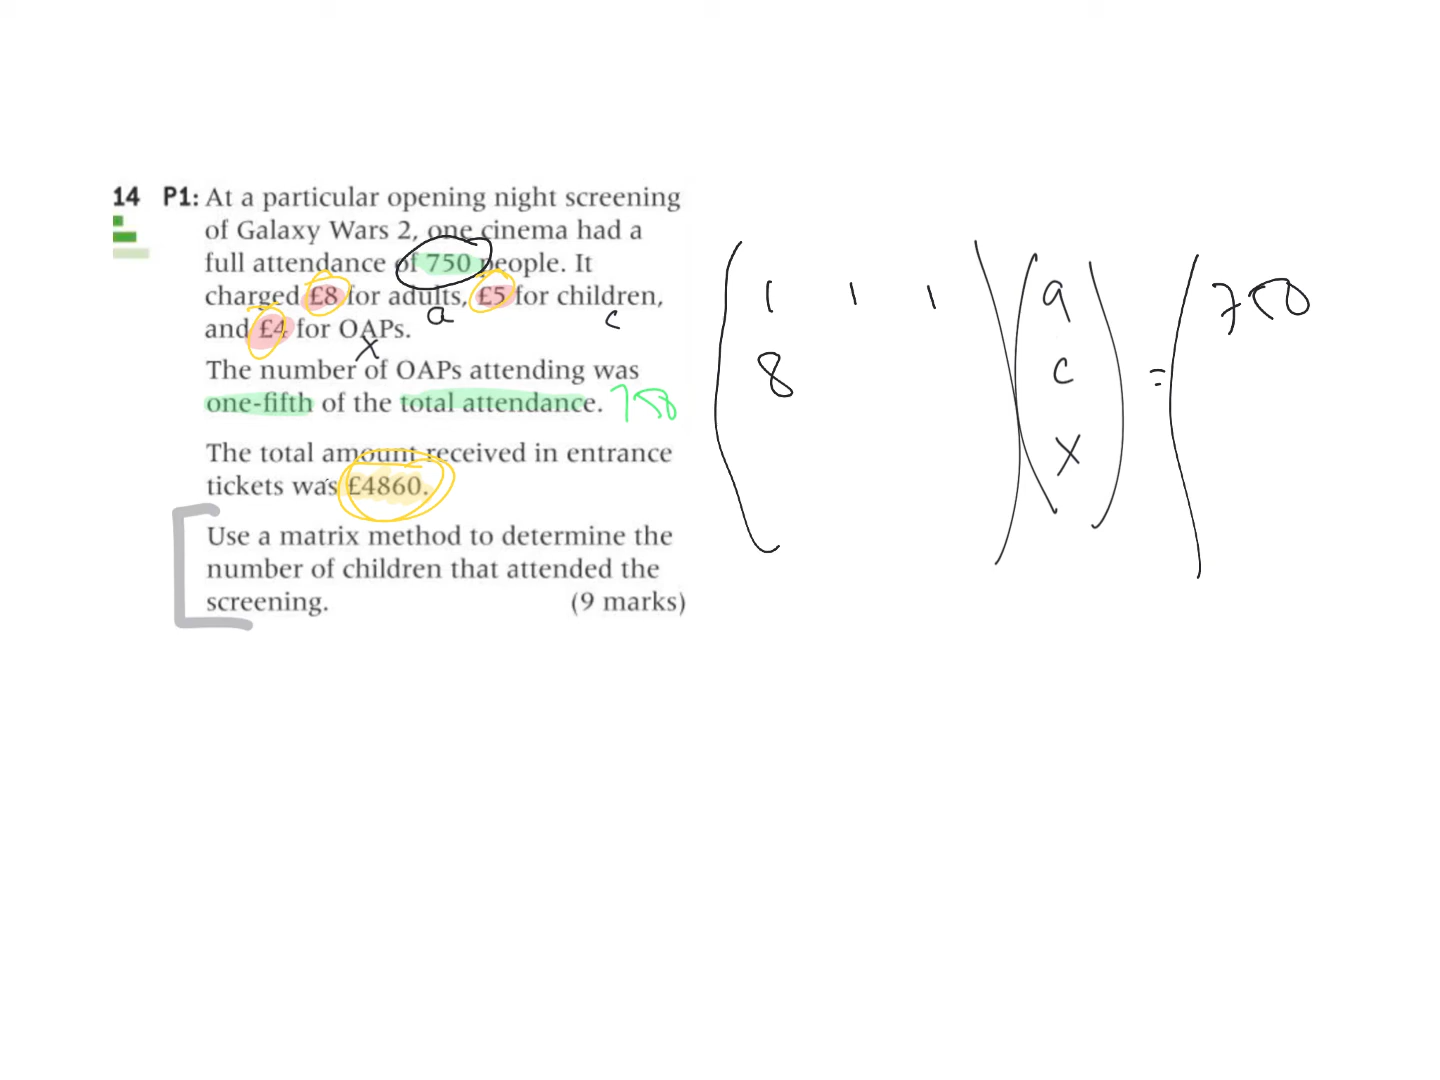 14 P1: At a particular opening night screening
of Galaxy Wars 2, one cinema had a
full attendance of 750 people. It
charged £8 for adults, £5 for children,
a c
and £4 for OAPs.
x
The number of OAPs attending was
one-fifth of the total attendance. 750
The total amount received in entrance
tickets was £4860.
Use a matrix method to determine the
number of children that attended the
screening. (9 marks)
( 1 1 1 ) ( a ) = ( 750
8 c
x